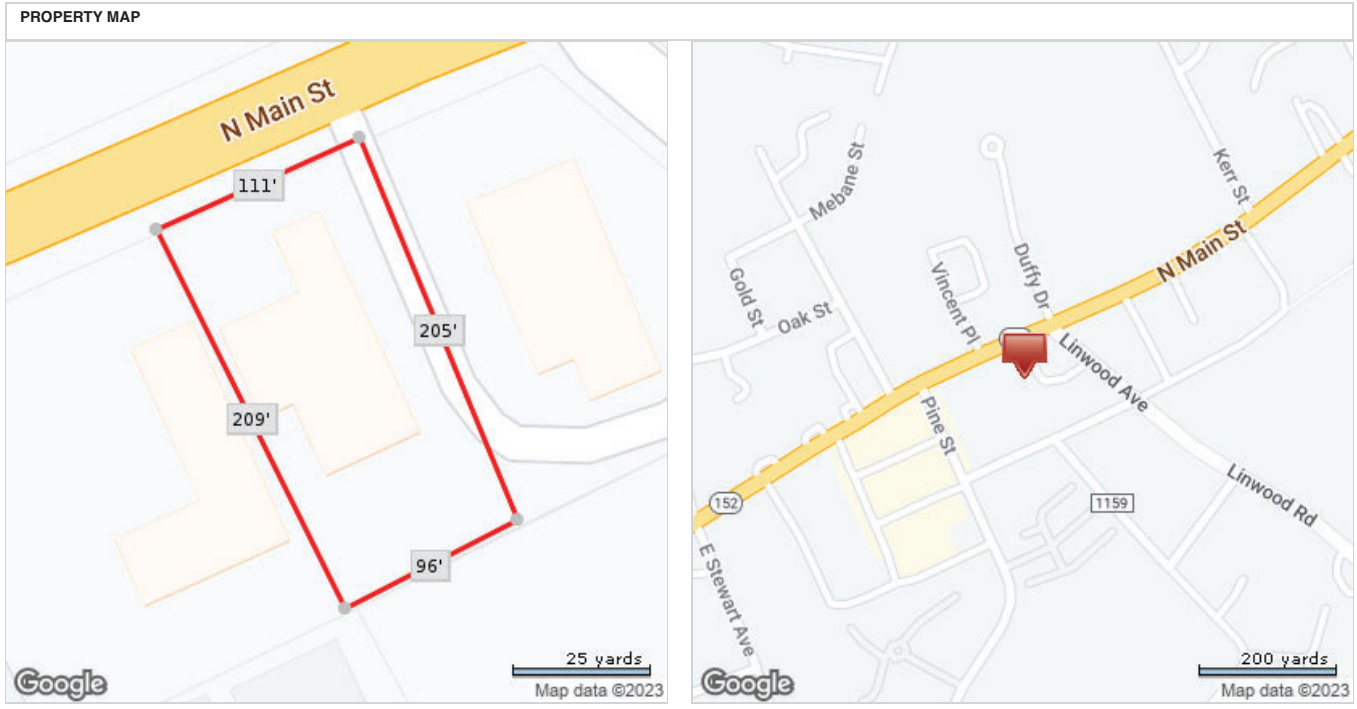 PROPERTY MAP
N Main St
111'
205'
209'
96'
25 yards
Google
Map data ©2023
Kerr St
Mebane St
N Main St
Duffy Dr
Vincent Pl
Gold St
Oak St
Linwood Ave
Pine St
Linwood Rd
152
1159
E Stewart Ave
200 yards
Google
Map data ©2023